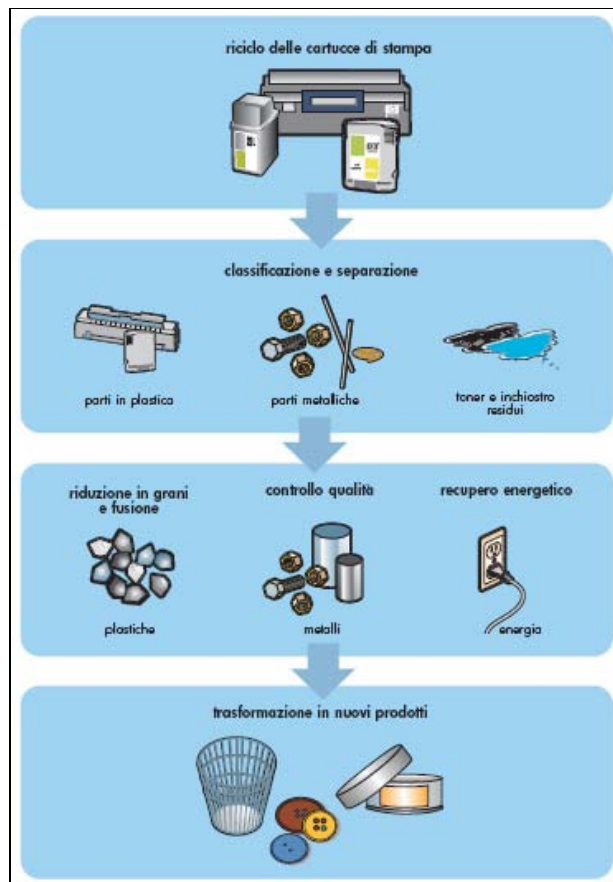 riciclo delle cartucce di stampa
classificazione e separazione
parti in plastica
parti metalliche
toner e inchiostro
residui
riduzione in grani
e fusione
controllo qualità
recupero energetico
plastiche
metalli
energia
trasformazione in nuovi prodotti